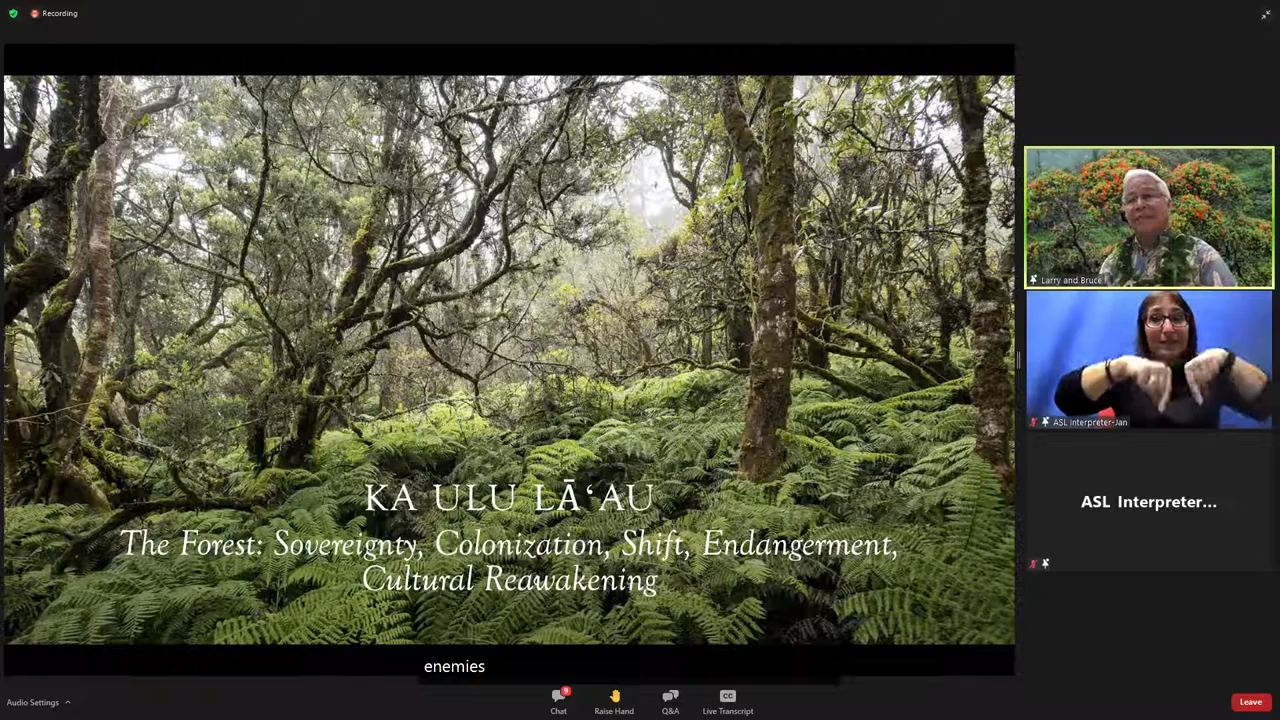 Recording
KA ULU LĀʻAU
The Forest: Sovereignty, Colonization, Shift, Endangerment,
Cultural Reawakening
Larry and Bruce
ASL Interpreter-Jan
ASL Interpreter...
enemies
Audio Settings
9
Chat
Raise Hand
Q&A
CC
Live Transcript
Leave